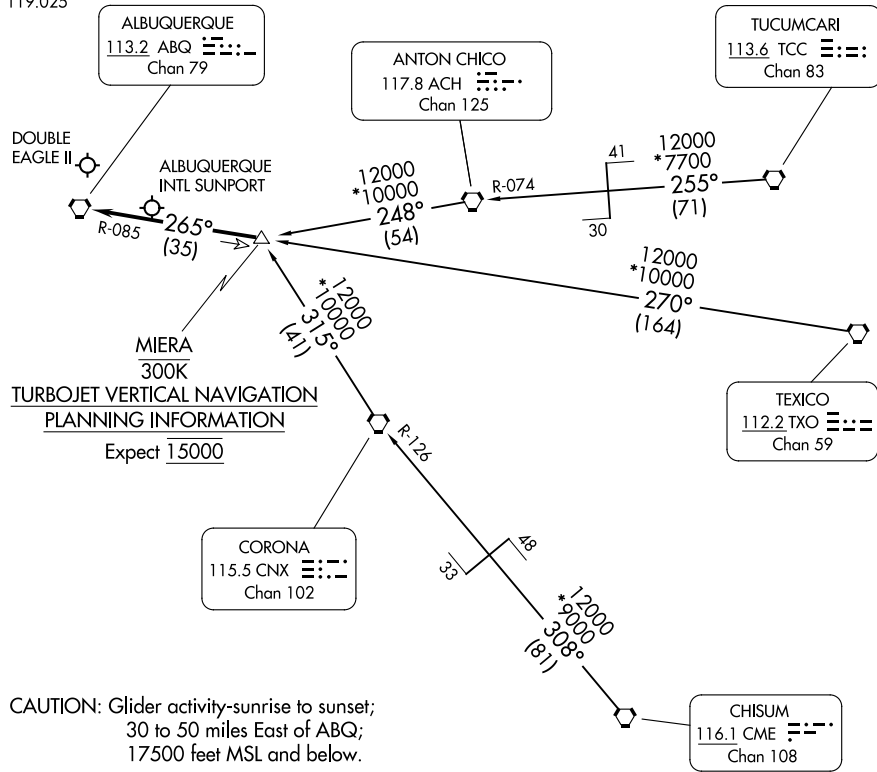 119.025
ALBUQUERQUE
113.2 ABQ
Chan 79
ANTON CHICO
117.8 ACH
Chan 125
TUCUMCARI
113.6 TCC
Chan 83
DOUBLE
EAGLE II
ALBUQUERQUE
INTL SUNPORT
R-085
265°
(35)
12000
*10000
248°
(54)
R-074
41
30
12000
*7700
255°
(71)
12000
*10000
270°
(164)
12000
*10000
315°
(41)
MIERA
300K
TURBOJET VERTICAL NAVIGATION
PLANNING INFORMATION
Expect 15000
TEXICO
112.2 TXO
Chan 59
R-126
CORONA
115.5 CNX
Chan 102
48
33
12000
*9000
308°
(81)
CHISUM
116.1 CME
Chan 108
CAUTION: Glider activity-sunrise to sunset;
30 to 50 miles East of ABQ;
17500 feet MSL and below.